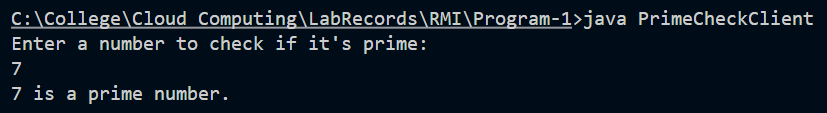 C:\College\Cloud Computing\LabRecords\RMI\Program-1>java PrimeCheckClient
Enter a number to check if it's prime:
7
7 is a prime number.